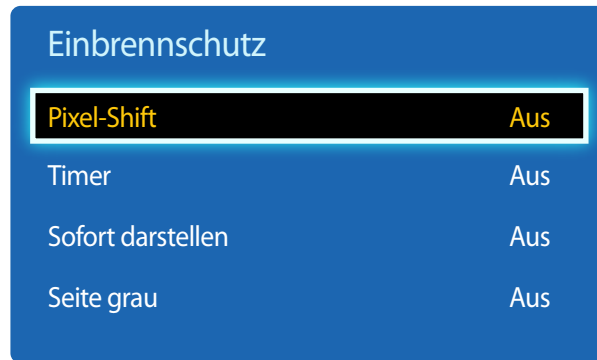 Einbrennschutz
Pixel-Shift Aus
Timer Aus
Sofort darstellen Aus
Seite grau Aus